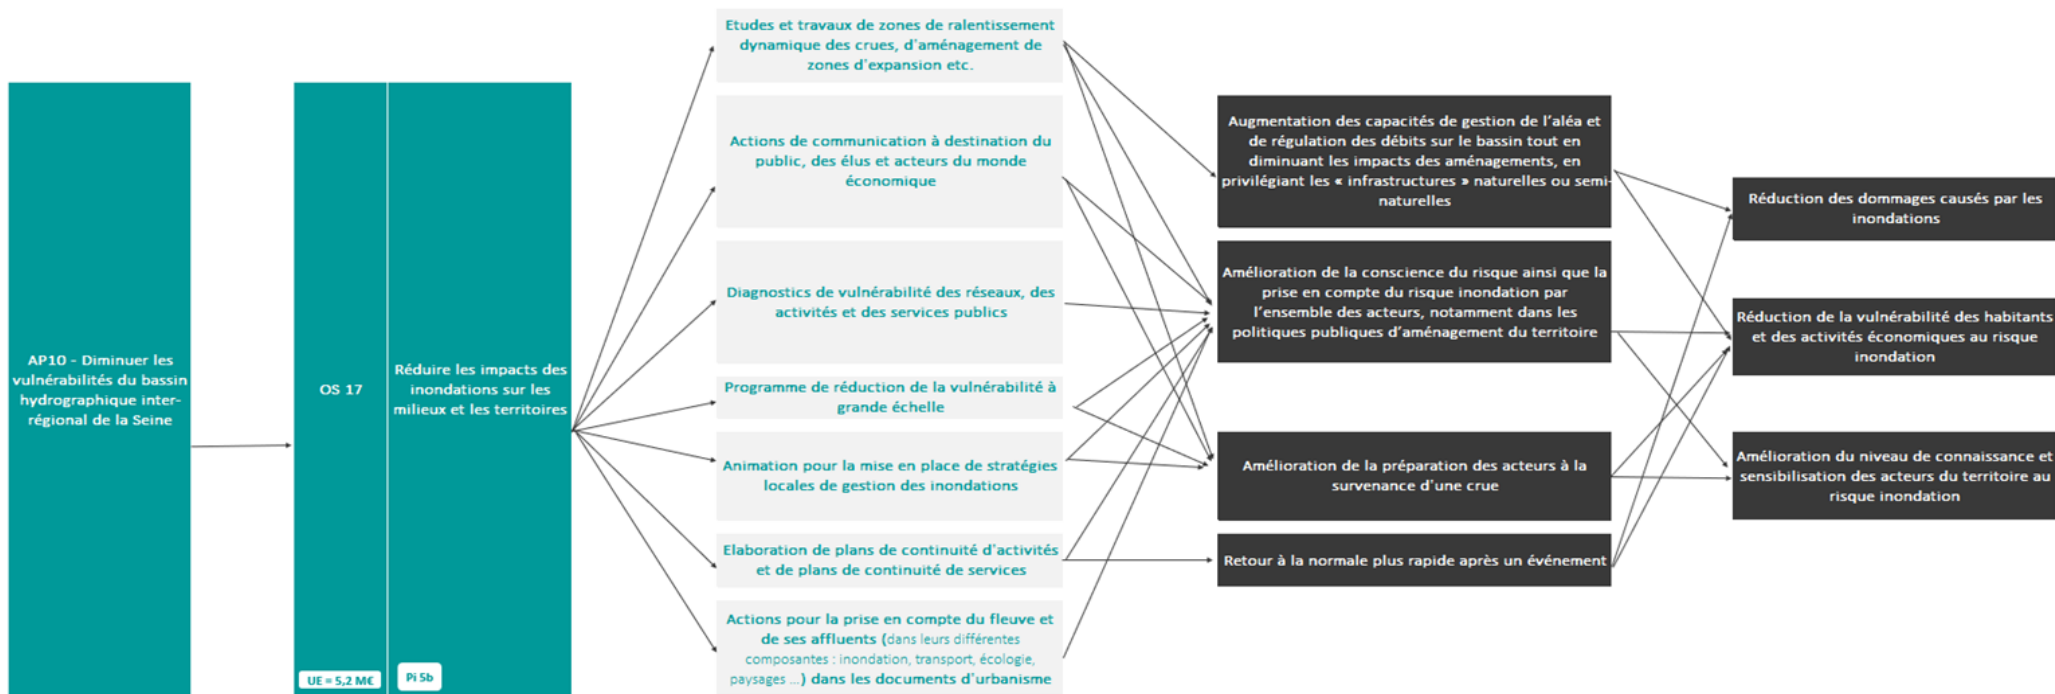 AP10 - Diminuer les
vulnérabilités du bassin
hydrographique inter-
régional de la Seine
OS 17
UE = 5,2 M€
Réduire les impacts des
inondations sur les
milieux et les territoires
Pi 5b
Etudes et travaux de zones de ralentissement
dynamique des crues, d'aménagement de
zones d'expansion etc.
Actions de communication à destination du
public, des élus et acteurs du monde
économique
Diagnostics de vulnérabilité des réseaux, des
activités et des services publics
Programme de réduction de la vulnérabilité à
grande échelle
Animation pour la mise en place de stratégies
locales de gestion des inondations
Elaboration de plans de continuité d'activités
et de plans de continuité de services
Actions pour la prise en compte du fleuve et
de ses affluents (dans leurs différentes
composantes : inondation, transport, écologie,
paysages ...) dans les documents d'urbanisme
Augmentation des capacités de gestion de l'aléa et
de régulation des débits sur le bassin tout en
diminuant les impacts des aménagements, en
privilégiant les « infrastructures » naturelles ou semi-
naturelles
Amélioration de la conscience du risque ainsi que la
prise en compte du risque inondation par
l'ensemble des acteurs, notamment dans les
politiques publiques d'aménagement du territoire
Amélioration de la préparation des acteurs à la
survenance d'une crue
Retour à la normale plus rapide après un événement
Réduction des dommages causés par les
inondations
Réduction de la vulnérabilité des habitants
et des activités économiques au risque
inondation
Amélioration du niveau de connaissance et
sensibilisation des acteurs du territoire au
risque inondation